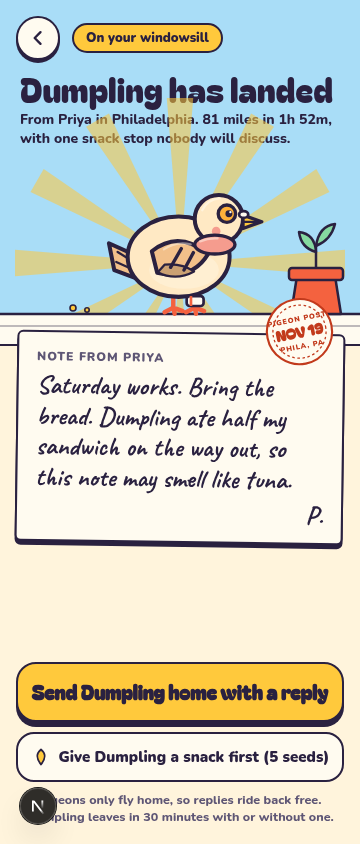 On your windowsill
Dumpling has landed
From Priya in Philadelphia. 81 miles in 1h 52m,
with one snack stop nobody will discuss.
PIGEON POST
NOV 19
PHILA, PA
NOTE FROM PRIYA
Saturday works. Bring the
bread. Dumpling ate half my
sandwich on the way out, so
this note may smell like tuna.
P.
Send Dumpling home with a reply
Give Dumpling a snack first (5 seeds)
only fly home, so replies ride back free.
leaves in 30 minutes with or without one.
N